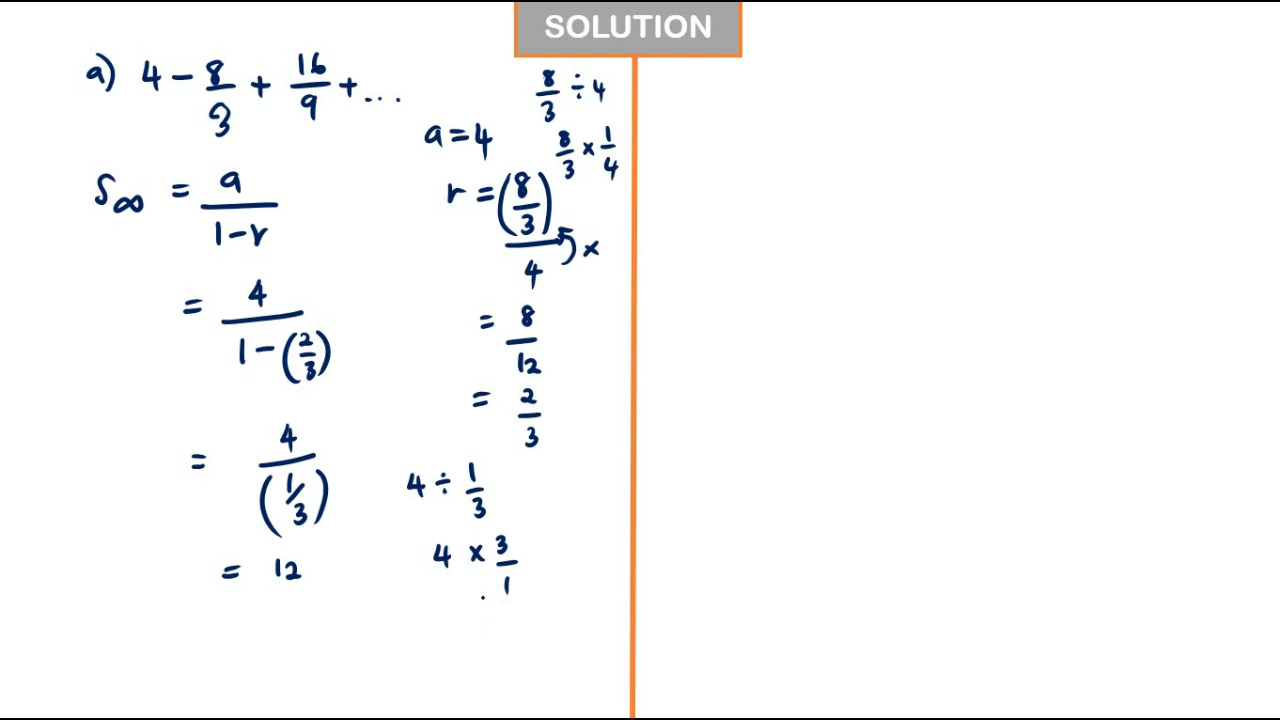 SOLUTION
a) 4 - 8/3 + 16/9 + ...
8/3 ÷ 4
a = 4
8/3 × 1/4
S∞ = a/(1-r)
r = (8/3)/4 ×
= 4/(1-(2/3))
= 8/12
= 2/3
= 4/(1/3)
4 ÷ 1/3
= 12
4 × 3/1